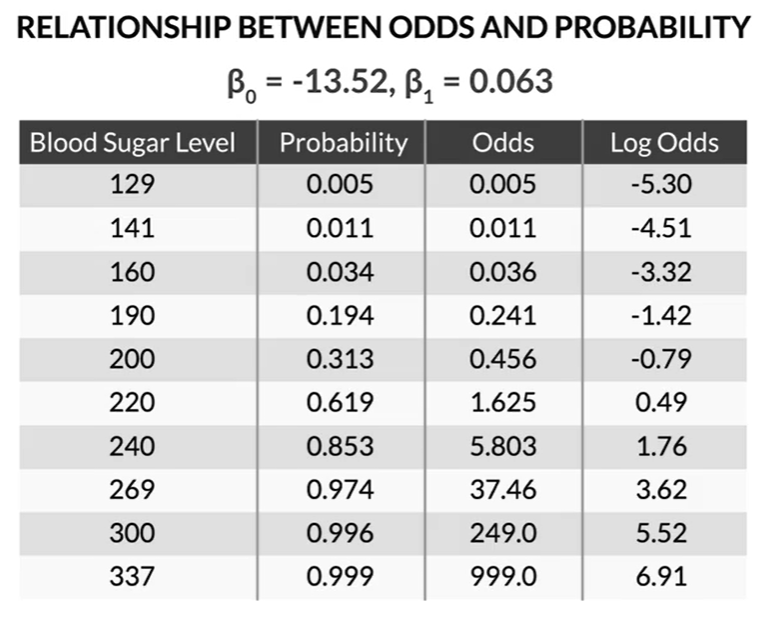 RELATIONSHIP BETWEEN ODDS AND PROBABILITY
β₀ = -13.52, β₁ = 0.063
Blood Sugar Level Probability Odds Log Odds
129 0.005 0.005 -5.30
141 0.011 0.011 -4.51
160 0.034 0.036 -3.32
190 0.194 0.241 -1.42
200 0.313 0.456 -0.79
220 0.619 1.625 0.49
240 0.853 5.803 1.76
269 0.974 37.46 3.62
300 0.996 249.0 5.52
337 0.999 999.0 6.91